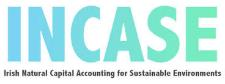 INCASE
Irish Natural Capital Accounting for Sustainable Environments